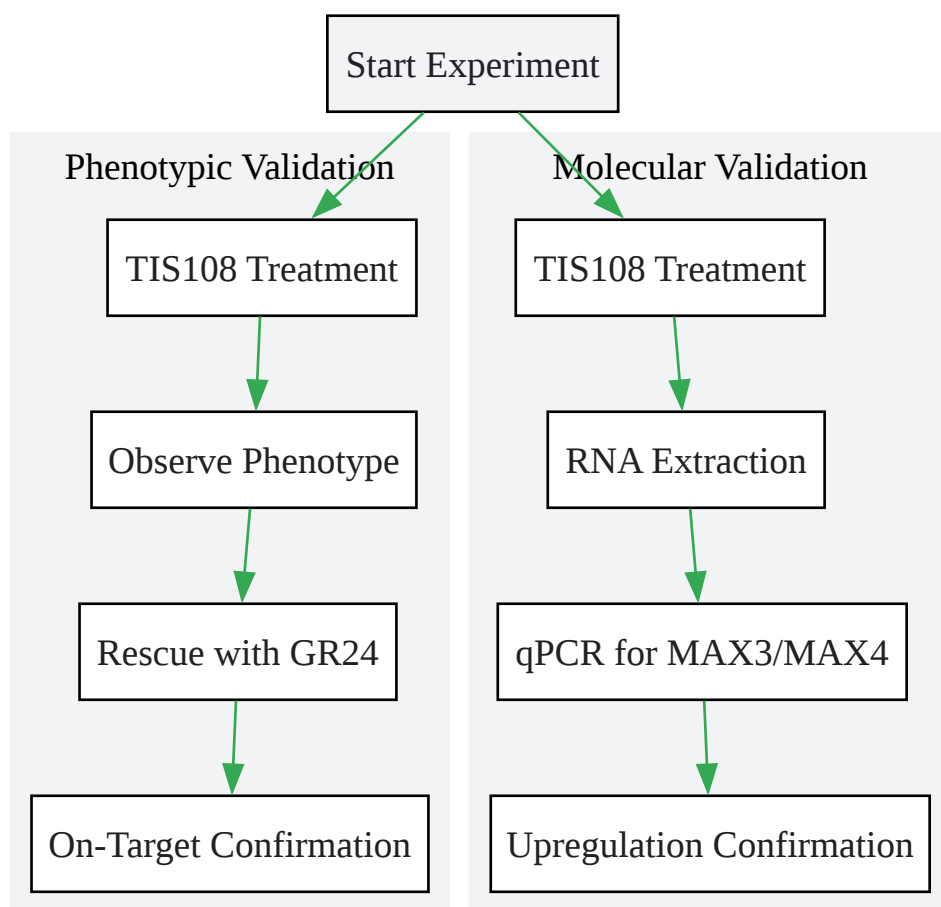 Start Experiment
Phenotypic Validation
TIS108 Treatment
Observe Phenotype
Rescue with GR24
On-Target Confirmation
Molecular Validation
TIS108 Treatment
RNA Extraction
qPCR for MAX3/MAX4
Upregulation Confirmation